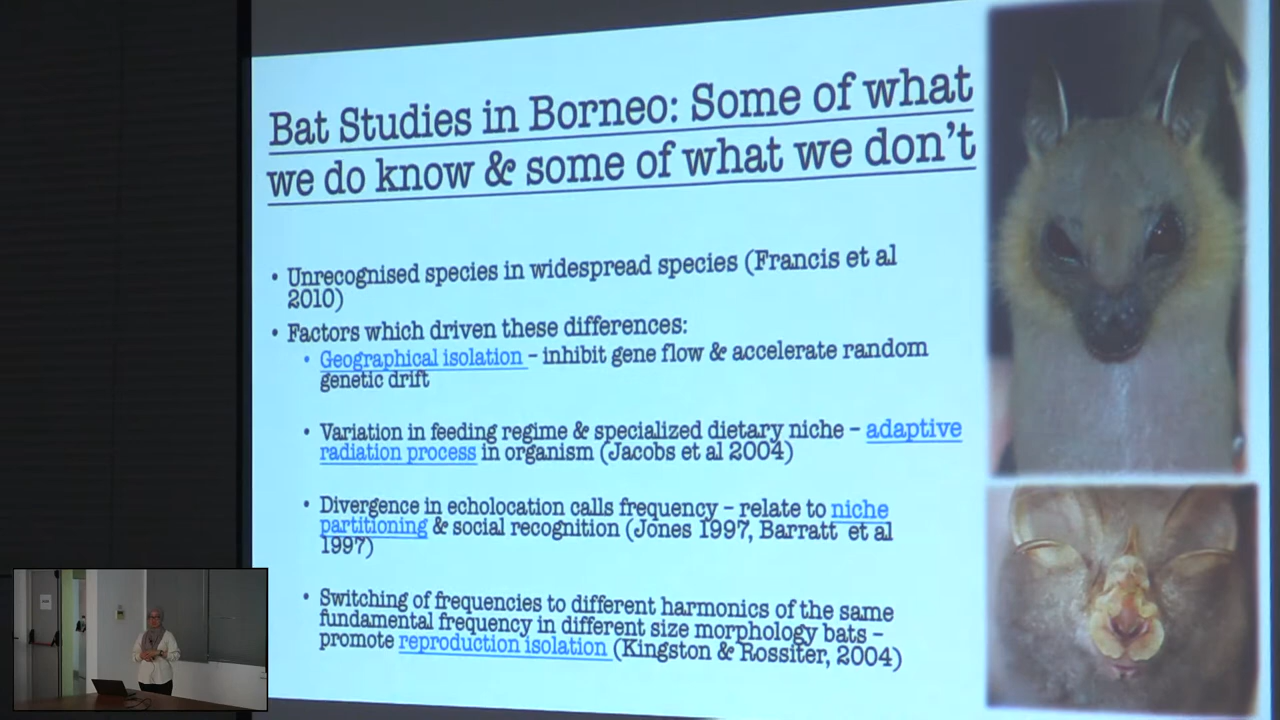 Bat Studies in Borneo: Some of what
we do know & some of what we don't
• Unrecognised species in widespread species (Francis et al
2010)
• Factors which driven these differences:
• Geographical isolation – inhibit gene flow & accelerate random
genetic drift
• Variation in feeding regime & specialized dietary niche – adaptive
radiation process in organism (Jacobs et al 2004)
• Divergence in echolocation calls frequency – relate to niche
partitioning & social recognition (Jones 1997, Barratt et al
1997)
• Switching of frequencies to different harmonics of the same
fundamental frequency in different size morphology bats –
promote reproduction isolation (Kingston & Rossiter, 2004)